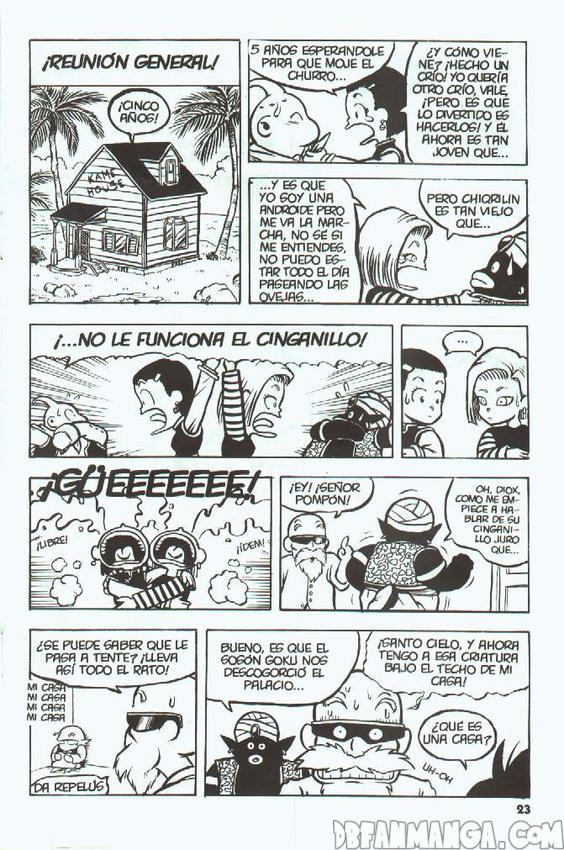 ¡REUNIÓN GENERAL!
¡CINCO
AÑOS!
KAME
HOUSE
5 AÑOS ESPERANDOLE
PARA QUE MOJE EL
CHURRO...
¿Y CÓMO VIE-
NE? ¡HECHO UN
CRÍO! YO QUERÍA
OTRO CRÍO, VALE,
¡PERO ES QUE
LO DIVERTIDO ES
HACERLOS! Y ÉL
AHORA ES TAN
JOVEN QUE...
...Y ES QUE
YO SOY UNA
ANDROIDE PERO
ME VA LA MAR-
CHA, NO SE SI
ME ENTIENDES,
NO PUEDO ES-
TAR TODO EL DÍA
PASEANDO LAS
OVEJAS...
PERO CHIQRILIN
ES TAN VIEJO
QUE...
¡...NO LE FUNCIONA EL CINGANILLO!
...
¡GÜEEEEEEE!
¡LIBRE!
¡ÍDEM!
¡EY! ¡SEÑOR
POMPÓN!
OH, DIOX,
COMO ME EM-
PIECE A HA-
BLAR DE SU
CINGANI-
LLO JURO
QUE...
¿SE PUEDE SABER QUE LE
PASA A TENTE? ¡LLEVA
ASÍ TODO EL RATO!
MI CASA
MI CASA
MI CASA
MI CASA
DA REPELÚS
BUENO, ES QUE EL
SOSÓN GOKU NOS
DESCOGORCIÓ EL
PALACIO...
¡SANTO CIELO, Y AHORA
TENGO A ESA CRIATURA
BAJO EL TECHO DE MI
CASA!
¿QUÉ ES
UNA CASA?
UH-OH
23
DBFANMANGA.COM